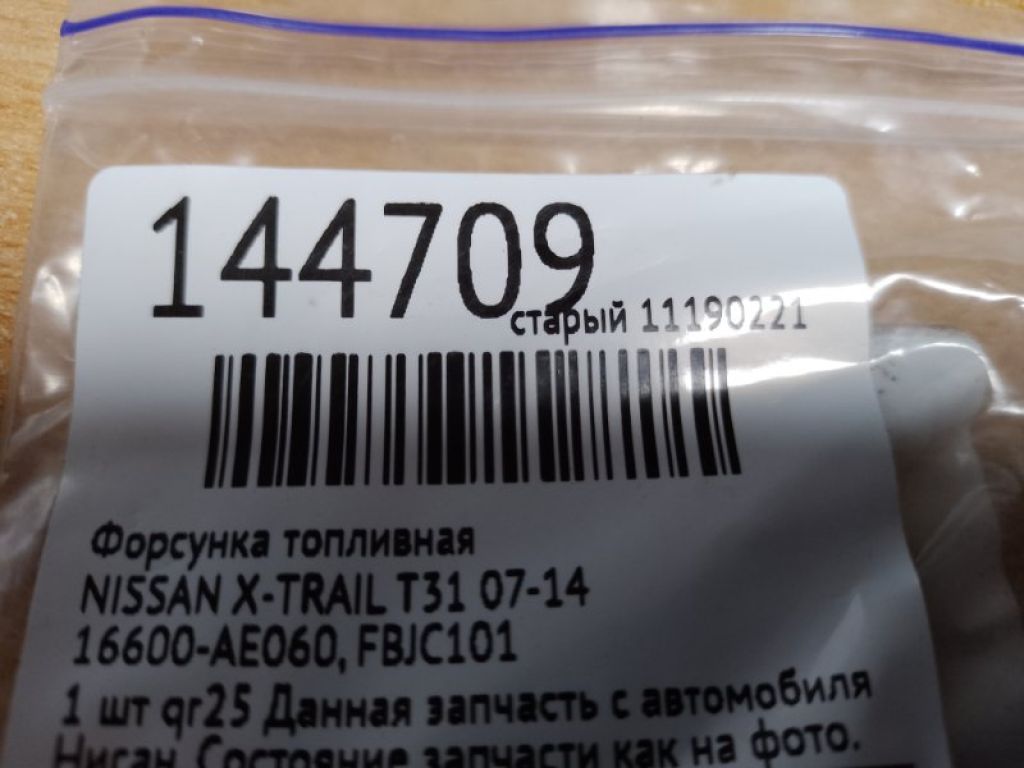 144709
старый 11190221
Форсунка топливная
NISSAN X-TRAIL T31 07-14
16600-AE060, FBJC101
1 шт qr25 Данная запчасть с автомобиля
Нисан. Состояние запчасти как на фото.